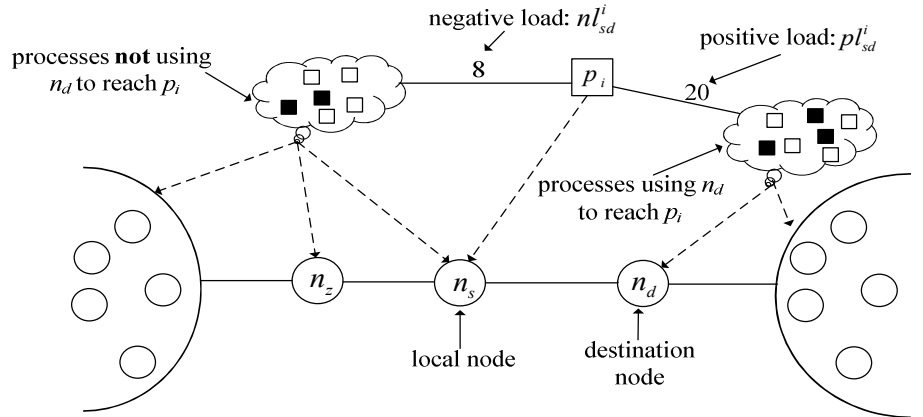 negative load: nl^i_sd
processes not using
n_d to reach p_i
8
p_i
positive load: pl^i_sd
20
processes using n_d
to reach p_i
n_z
n_s
n_d
local node
destination
node